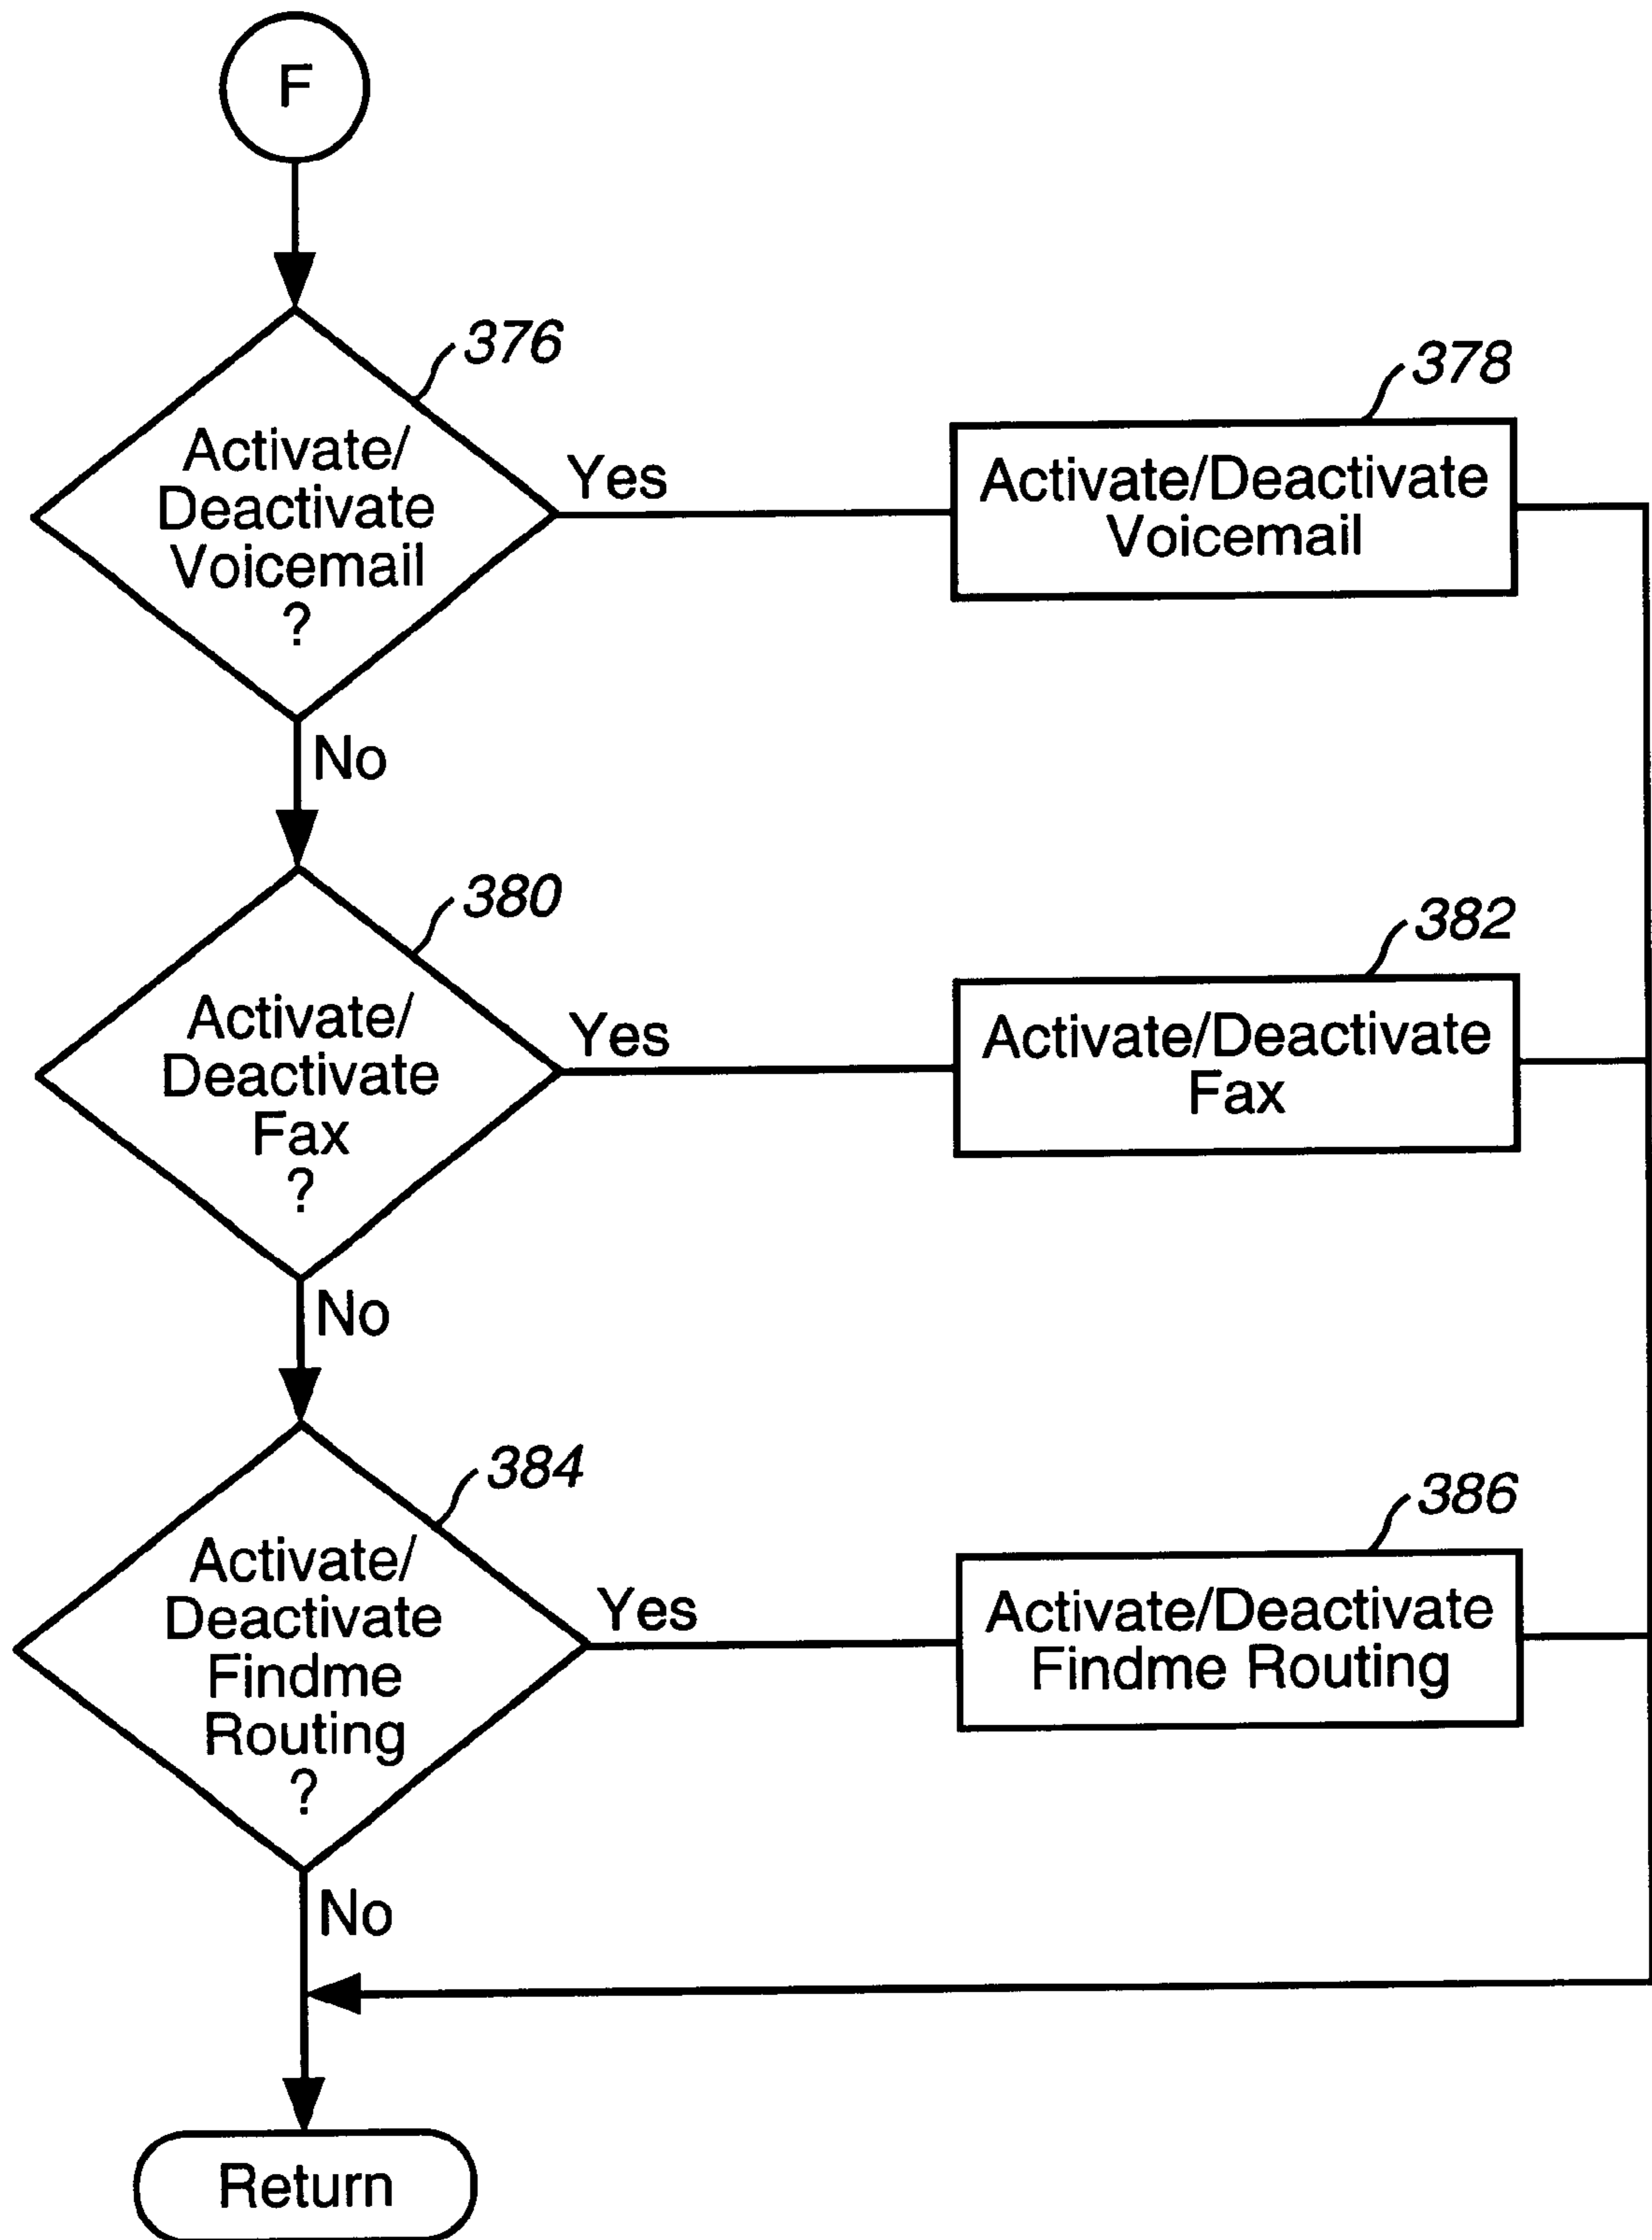 F
376
Activate/
Deactivate
Voicemail
?
Yes
378
Activate/Deactivate
Voicemail
No
380
Activate/
Deactivate
Fax
?
Yes
382
Activate/Deactivate
Fax
No
384
Activate/
Deactivate
Findme
Routing
?
Yes
386
Activate/Deactivate
Findme Routing
No
Return